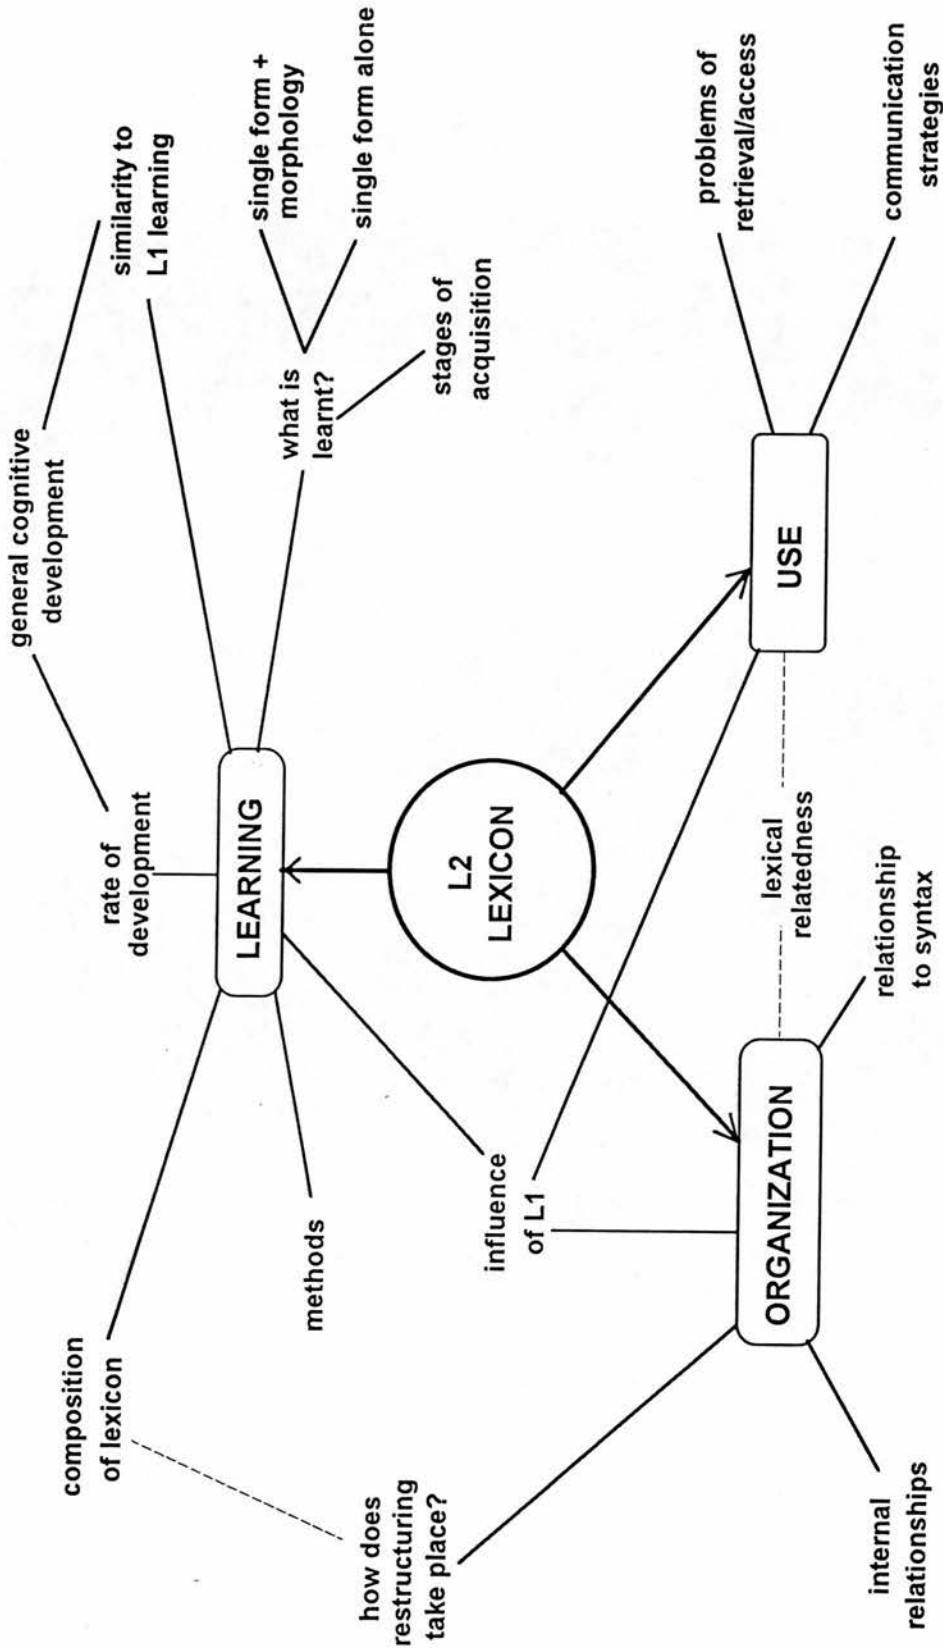 general cognitive
development
similarity to
L1 learning
rate of
development
composition
of lexicon
single form +
morphology
single form alone
what is
learnt?
stages of
acquisition
LEARNING
methods
how does
restructuring
take place?
influence
of L1
L2
LEXICON
problems of
retrieval/access
communication
strategies
USE
lexical
relatedness
ORGANIZATION
relationship
to syntax
internal
relationships